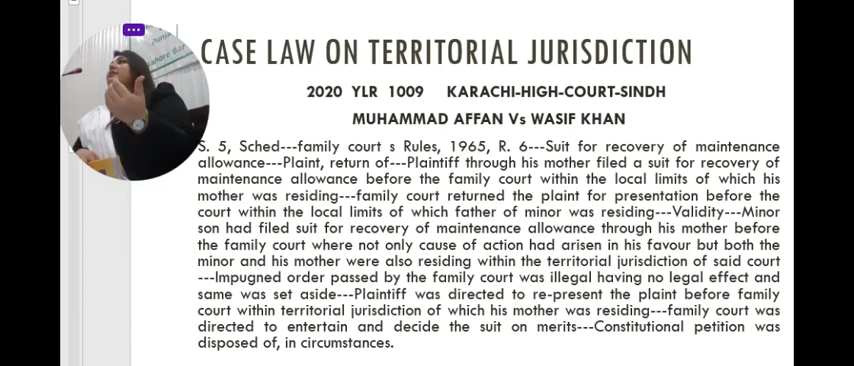 Punja
Lahore Bar
CASE LAW ON TERRITORIAL JURISDICTION
2020 YLR 1009 KARACHI-HIGH-COURT-SINDH
MUHAMMAD AFFAN Vs WASIF KHAN
S. 5, Sched---family court s Rules, 1965, R. 6---Suit for recovery of maintenance
allowance---Plaint, return of---Plaintiff through his mother filed a suit for recovery of
maintenance allowance before the family court within the local limits of which his
mother was residing---family court returned the plaint for presentation before the
court within the local limits of which father of minor was residing---Validity---Minor
son had filed suit for recovery of maintenance allowance through his mother before
the family court where not only cause of action had arisen in his favour but both the
minor and his mother were also residing within the territorial jurisdiction of said court
---Impugned order passed by the family court was illegal having no legal effect and
same was set aside---Plaintiff was directed to re-present the plaint before family
court within territorial jurisdiction of which his mother was residing---family court was
directed to entertain and decide the suit on merits---Constitutional petition was
disposed of, in circumstances.